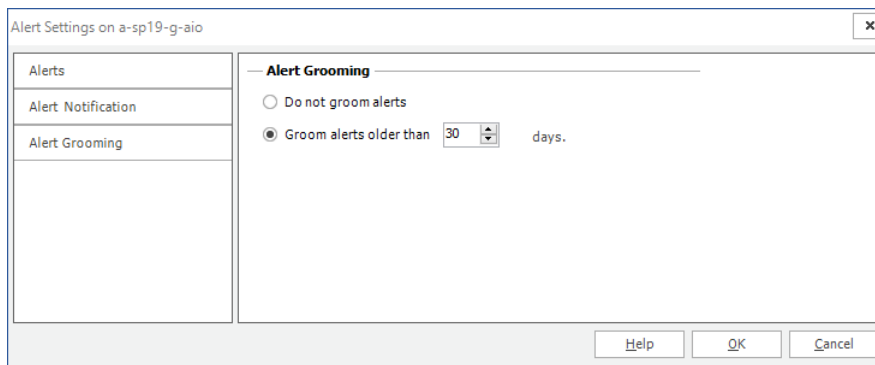 Alert Settings on a-sp19-g-aio
Alerts
Alert Notification
Alert Grooming
Alert Grooming
Do not groom alerts
Groom alerts older than 30 days.
Help OK Cancel